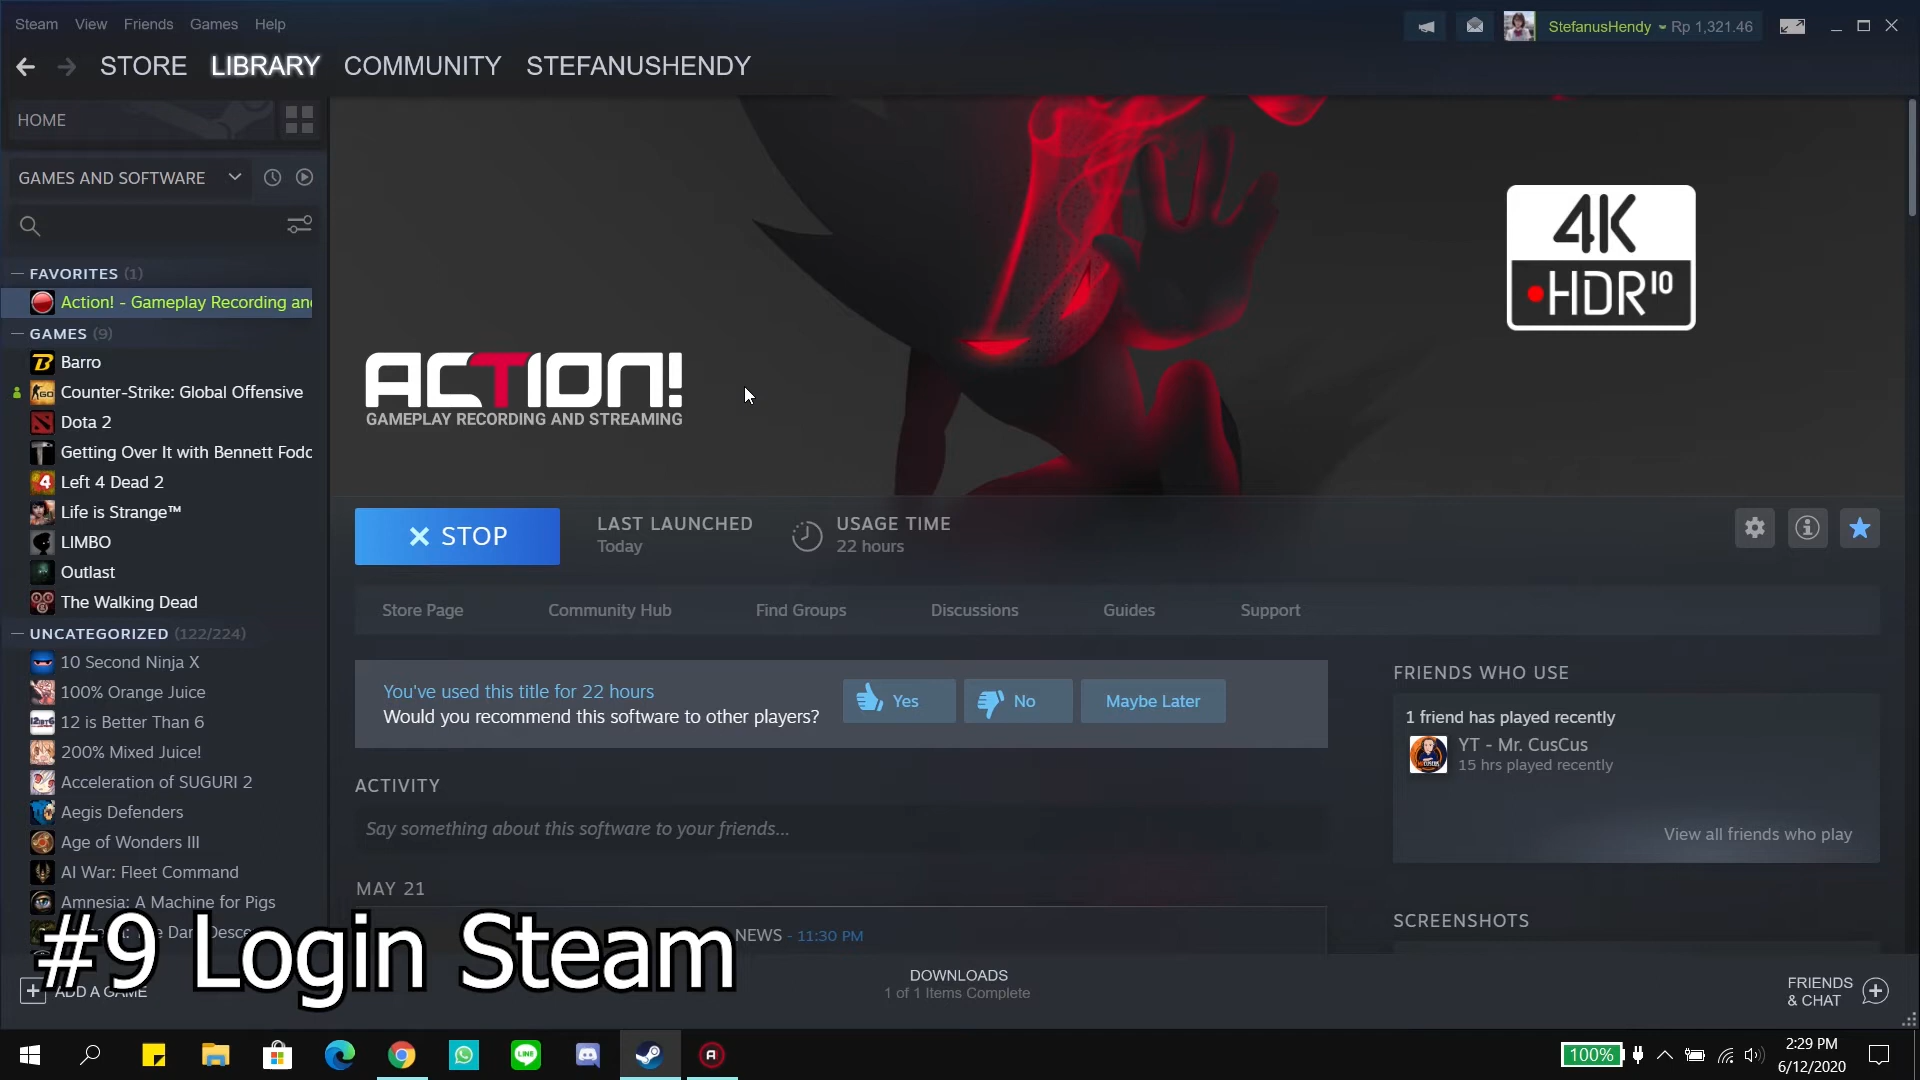 Steam View Friends Games Help
StefanusHendy Rp 1,321.46
STORE LIBRARY COMMUNITY STEFANUSHENDY
HOME
GAMES AND SOFTWARE
FAVORITES (1)
Action! - Gameplay Recording and
GAMES (9)
Barro
Counter-Strike: Global Offensive
Dota 2
Getting Over It with Bennett Fodd
Left 4 Dead 2
Life is Strange™
LIMBO
Outlast
The Walking Dead
UNCATEGORIZED (122/224)
10 Second Ninja X
100% Orange Juice
12 is Better Than 6
200% Mixed Juice!
Acceleration of SUGURI 2
Aegis Defenders
Age of Wonders III
AI War: Fleet Command
Amnesia: A Machine for Pigs
ADD A GAME
#9 Login Steam
4K
HDR10
ACTION!
GAMEPLAY RECORDING AND STREAMING
STOP
LAST LAUNCHED
Today
USAGE TIME
22 hours
Store Page Community Hub Find Groups Discussions Guides Support
You've used this title for 22 hours
Would you recommend this software to other players?
Yes No Maybe Later
ACTIVITY
Say something about this software to your friends...
MAY 21
NEWS - 11:30 PM
FRIENDS WHO USE
1 friend has played recently
YT - Mr. CusCus
15 hrs played recently
View all friends who play
SCREENSHOTS
DOWNLOADS
1 of 1 Items Complete
FRIENDS
& CHAT
100%
2:29 PM
6/12/2020